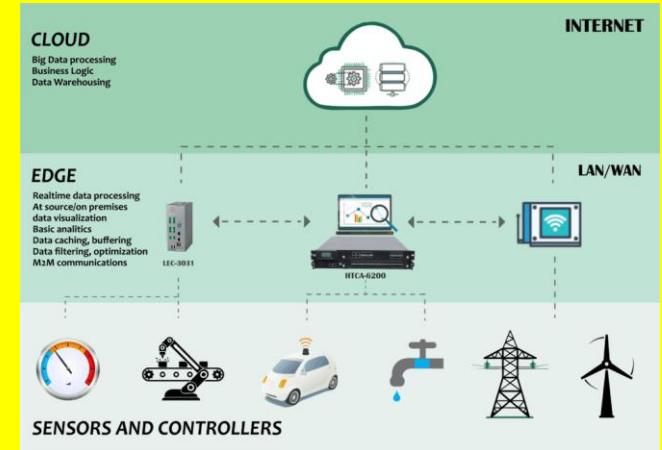 CLOUD
INTERNET
Big Data processing
Business Logic
Data Warehousing
EDGE
LAN/WAN
Realtime data processing
At source/on premises
data visualization
Basic analitics
Data caching, buffering
Data filtering, optimization
M2M communications
LEC-3031
HTCA-6200
SENSORS AND CONTROLLERS